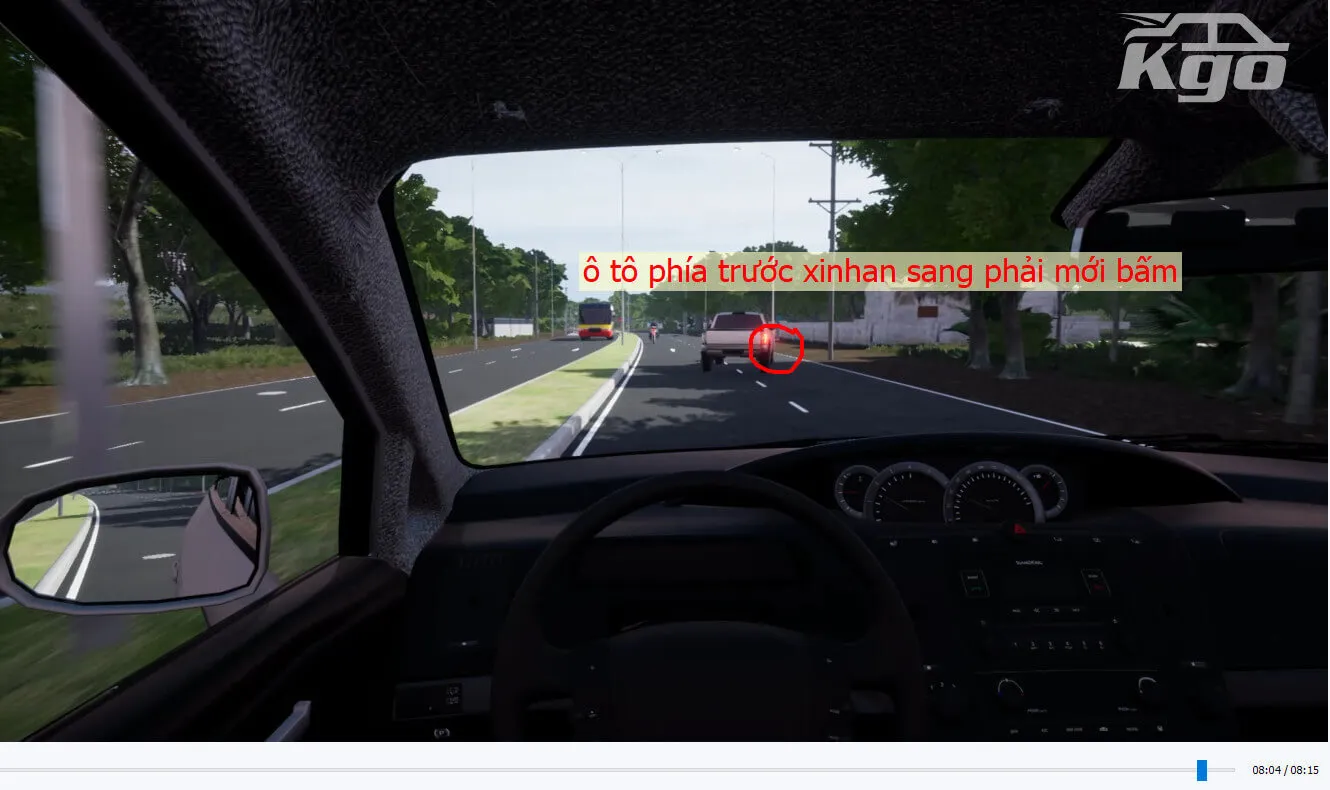 Kgo
ô tô phía trước xinhan sang phải mới bấm
08:04 / 08:15